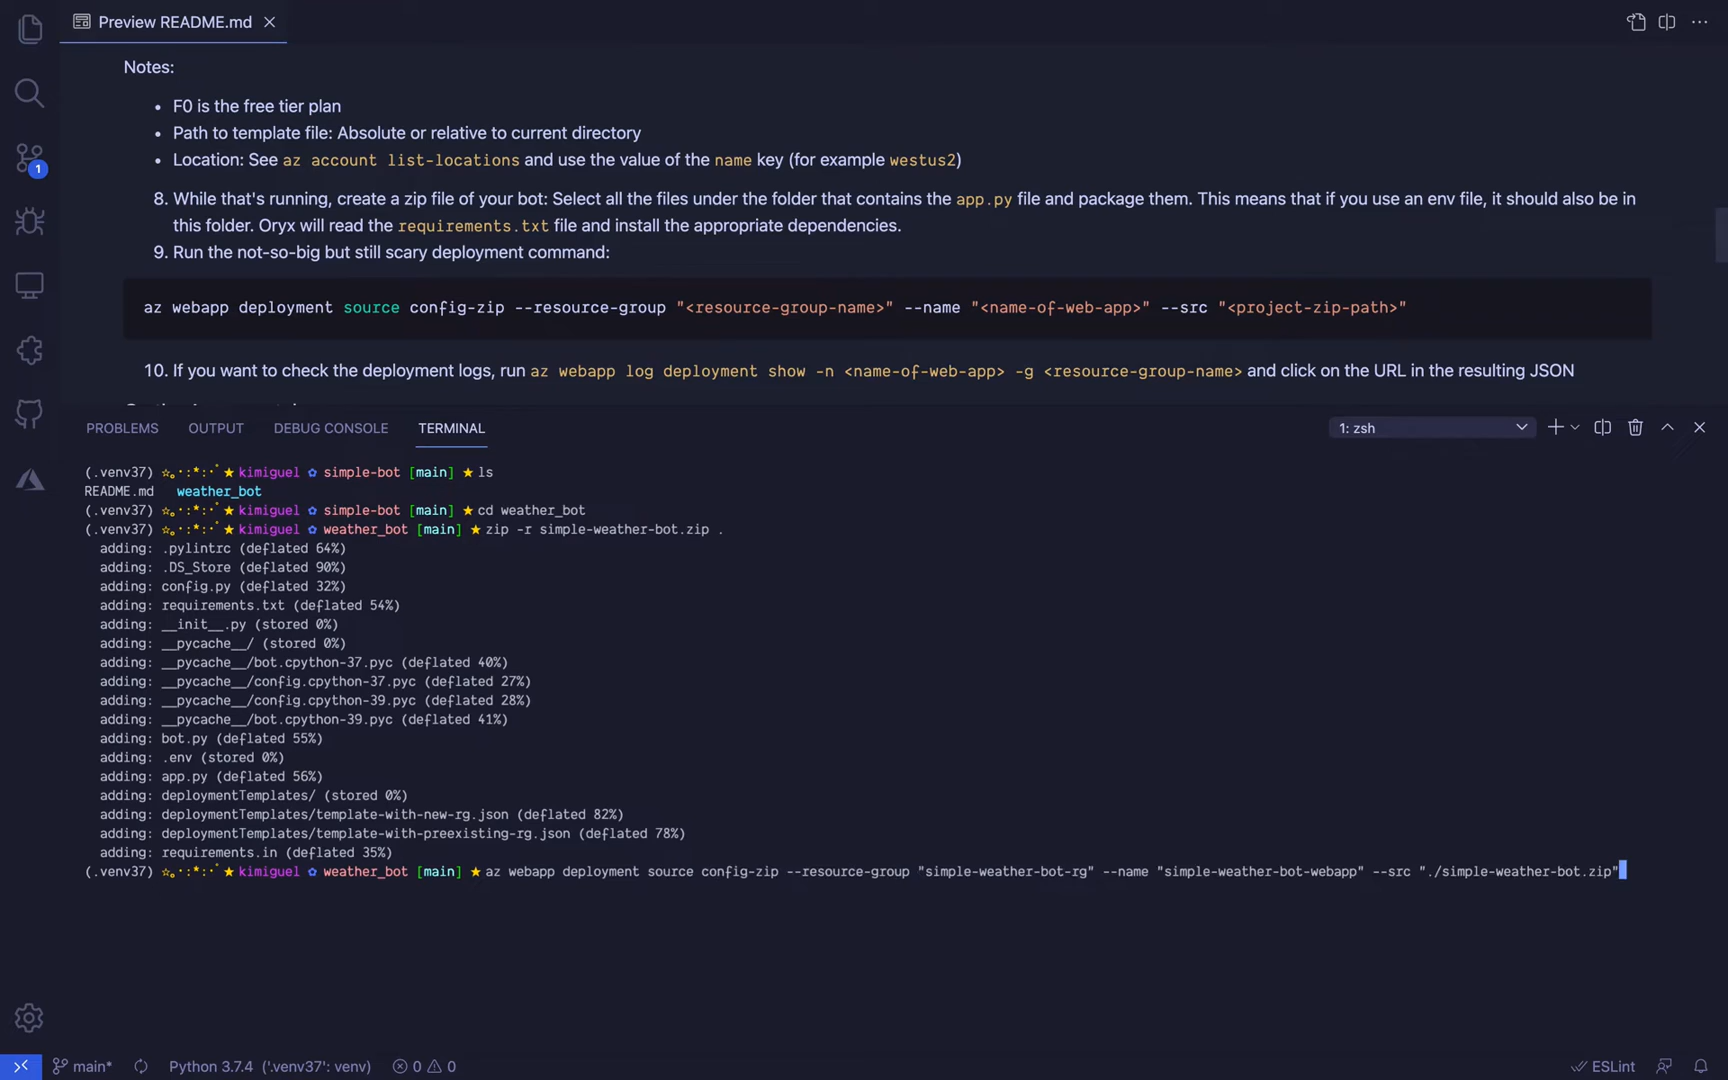 Preview README.md
Notes:
• F0 is the free tier plan
• Path to template file: Absolute or relative to current directory
• Location: See az account list-locations and use the value of the name key (for example westus2)
8. While that's running, create a zip file of your bot: Select all the files under the folder that contains the app.py file and package them. This means that if you use an env file, it should also be in
this folder. Oryx will read the requirements.txt file and install the appropriate dependencies.
9. Run the not-so-big but still scary deployment command:
az webapp deployment source config-zip --resource-group "<resource-group-name>" --name "<name-of-web-app>" --src "<project-zip-path>"
10. If you want to check the deployment logs, run az webapp log deployment show -n <name-of-web-app> -g <resource-group-name> and click on the URL in the resulting JSON
1
PROBLEMS OUTPUT DEBUG CONSOLE TERMINAL 1: zsh
(.venv37) ☆｡･:*:･ﾟ★ kimiguel ✿ simple-bot [main] ★ ls
README.md weather_bot
(.venv37) ☆｡･:*:･ﾟ★ kimiguel ✿ simple-bot [main] ★ cd weather_bot
(.venv37) ☆｡･:*:･ﾟ★ kimiguel ✿ weather_bot [main] ★ zip -r simple-weather-bot.zip .
adding: .pylintrc (deflated 64%)
adding: .DS_Store (deflated 90%)
adding: config.py (deflated 32%)
adding: requirements.txt (deflated 54%)
adding: __init__.py (stored 0%)
adding: __pycache__/ (stored 0%)
adding: __pycache__/bot.cpython-37.pyc (deflated 40%)
adding: __pycache__/config.cpython-37.pyc (deflated 27%)
adding: __pycache__/config.cpython-39.pyc (deflated 28%)
adding: __pycache__/bot.cpython-39.pyc (deflated 41%)
adding: bot.py (deflated 55%)
adding: .env (stored 0%)
adding: app.py (deflated 56%)
adding: deploymentTemplates/ (stored 0%)
adding: deploymentTemplates/template-with-new-rg.json (deflated 82%)
adding: deploymentTemplates/template-with-preexisting-rg.json (deflated 78%)
adding: requirements.in (deflated 35%)
(.venv37) ☆｡･:*:･ﾟ★ kimiguel ✿ weather_bot [main] ★ az webapp deployment source config-zip --resource-group "simple-weather-bot-rg" --name "simple-weather-bot-webapp" --src "./simple-weather-bot.zip"
main* Python 3.7.4 ('.venv37': venv) 0 0 ESLint